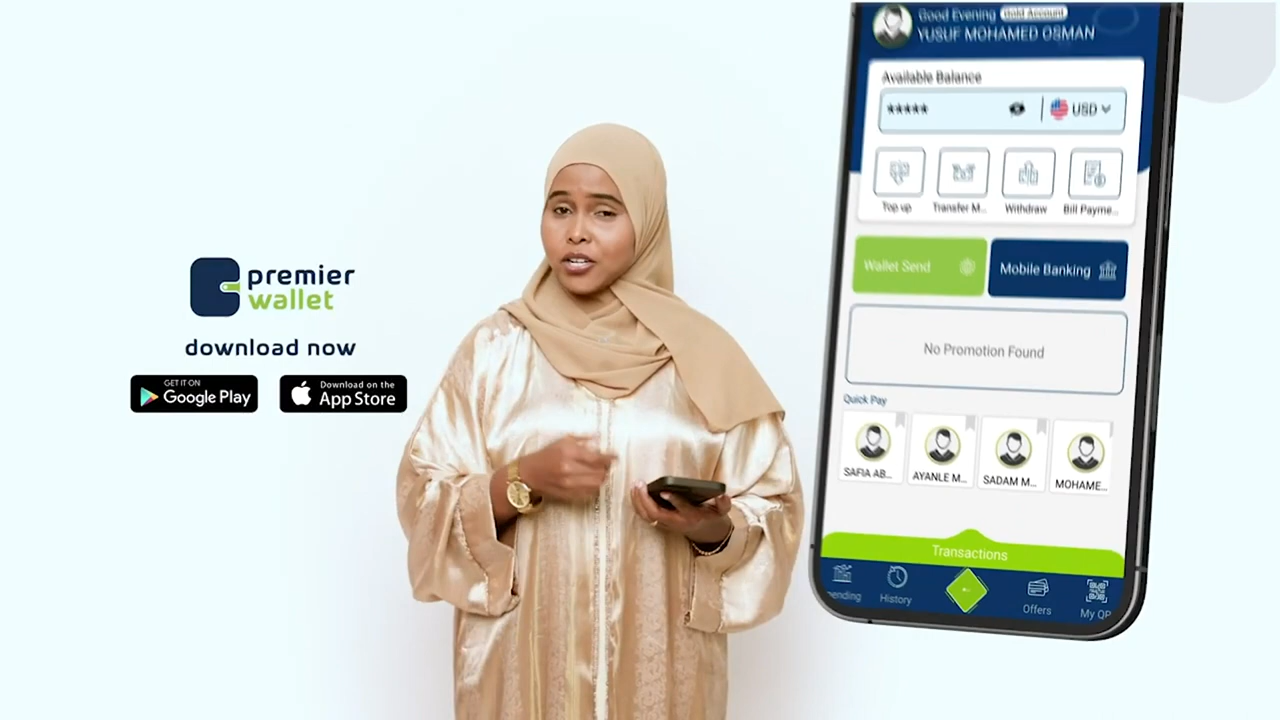 premier
wallet
download now
GET IT ON
Google Play
Download on the
App Store
Good Evening Gold Account
YUSUF MOHAMED OSMAN
Available Balance
*****
USD
Top up
Transfer M...
Withdraw
Bill Payme...
Wallet Send
Mobile Banking
No Promotion Found
Quick Pay
SAFIA AB...
AYANLE M...
SADAM M...
MOHAME...
Transactions
pending
History
Offers
My QR